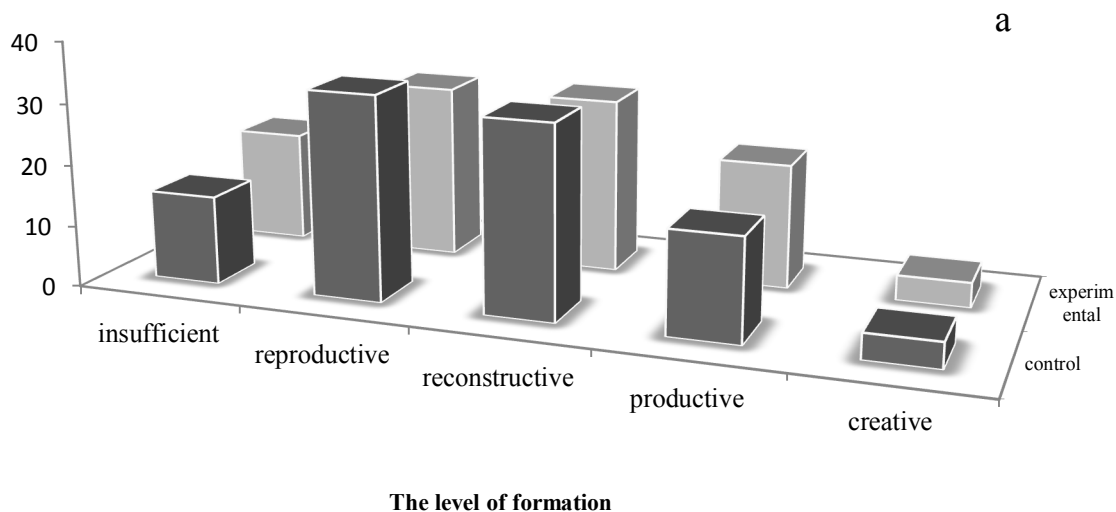 a
40
30
20
10
0
insufficient
reproductive
reconstructive
productive
creative
experim
ental
control
The level of formation